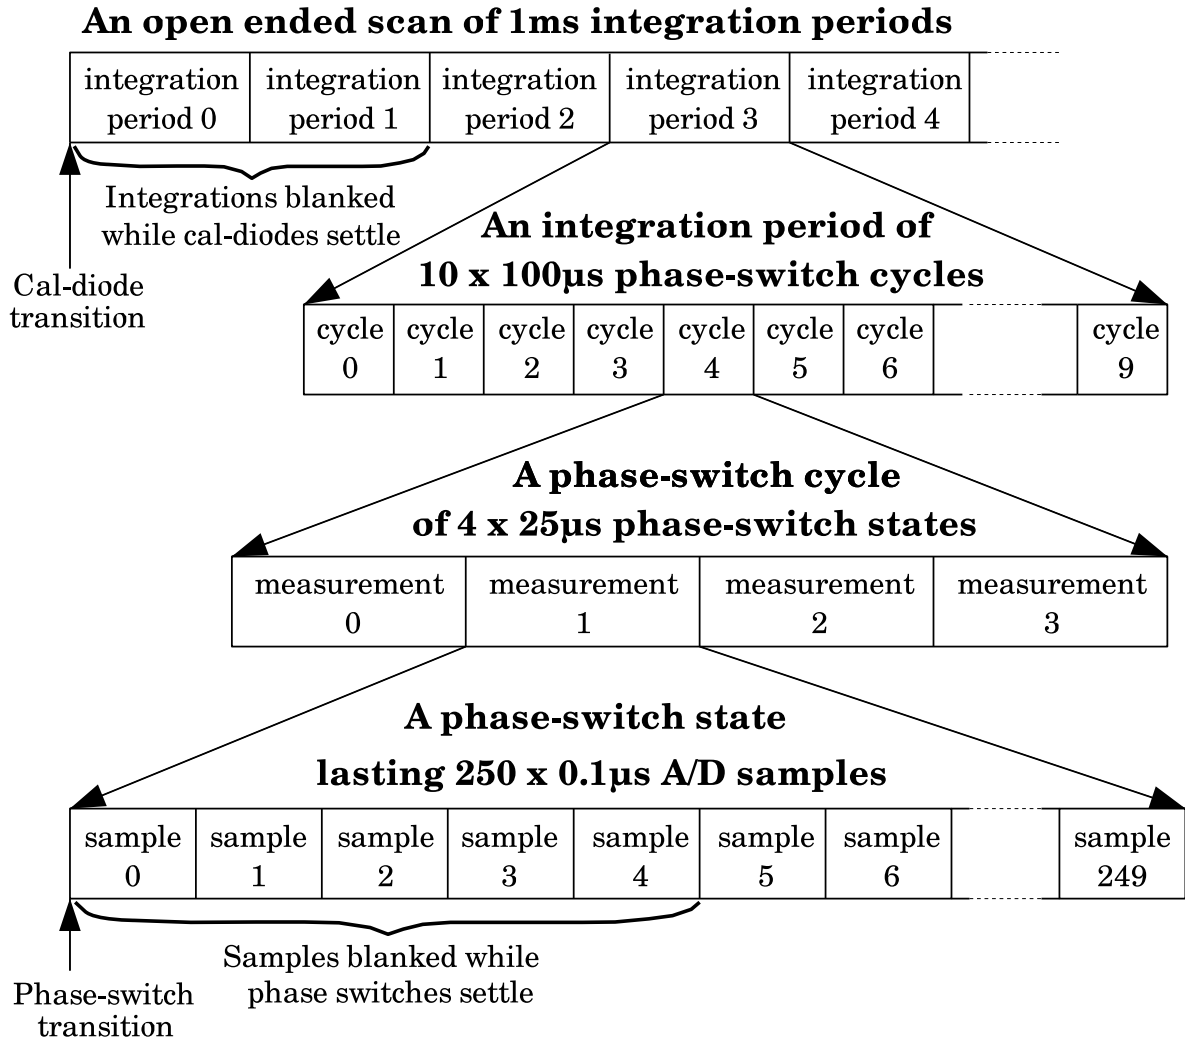 An open ended scan of 1ms integration periods
integration integration integration integration integration
period 0 period 1 period 2 period 3 period 4
Integrations blanked
while cal-diodes settle
Cal-diode
transition
An integration period of
10 x 100µs phase-switch cycles
cycle cycle cycle cycle cycle cycle cycle cycle
0 1 2 3 4 5 6 9
A phase-switch cycle
of 4 x 25µs phase-switch states
measurement measurement measurement measurement
0 1 2 3
A phase-switch state
lasting 250 x 0.1µs A/D samples
sample sample sample sample sample sample sample sample
0 1 2 3 4 5 6 249
Samples blanked while
phase switches settle
Phase-switch
transition